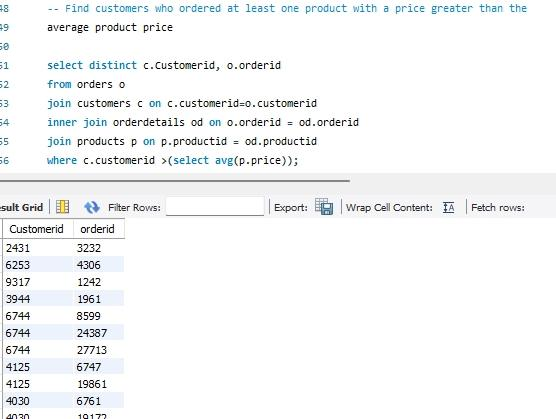 48 -- Find customers who ordered at least one product with a price greater than the
49 average product price
50
51 select distinct c.Customerid, o.orderid
52 from orders o
53 join customers c on c.customerid=o.customerid
54 inner join orderdetails od on o.orderid = od.orderid
55 join products p on p.productid = od.productid
56 where c.customerid >(select avg(p.price));
sult Grid Filter Rows: Export: Wrap Cell Content: Fetch rows:
Customerid orderid
2431 3232
6253 4306
9317 1242
3944 1961
6744 8599
6744 24387
6744 27713
4125 6747
4125 19861
4030 6761
4030 19172